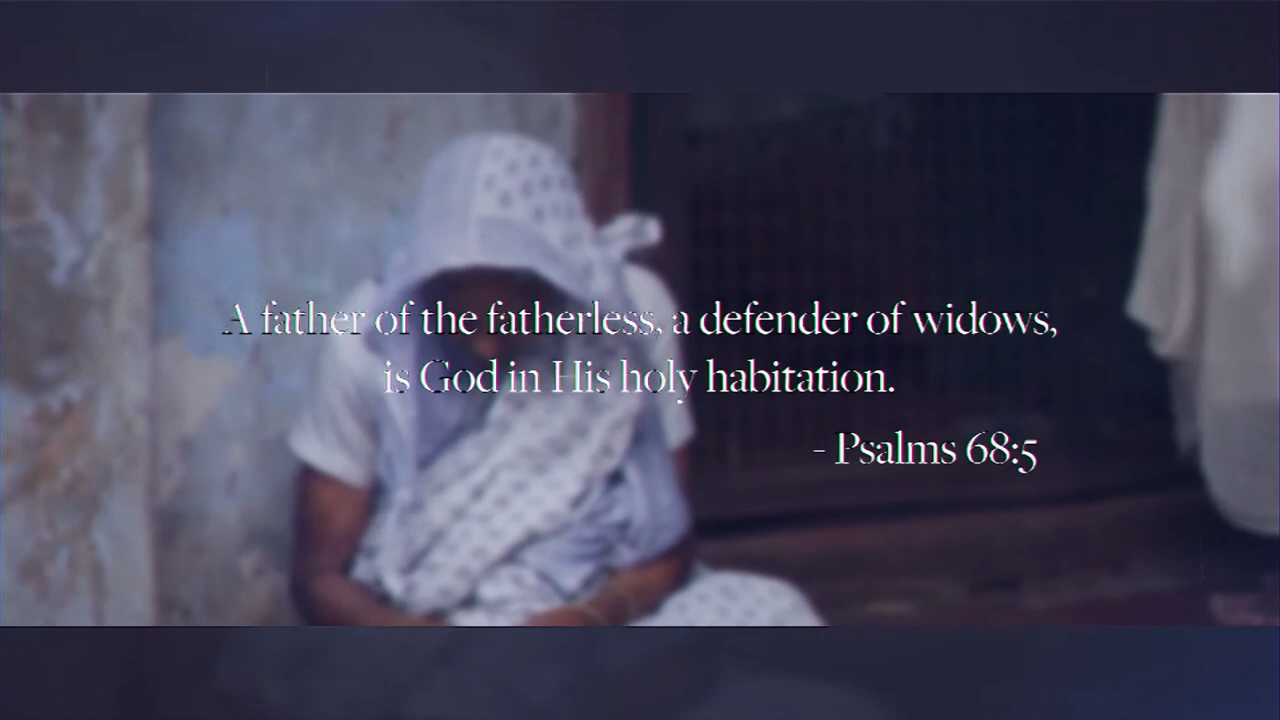 A father of the fatherless, a defender of widows,
is God in His holy habitation.
- Psalms 68:5